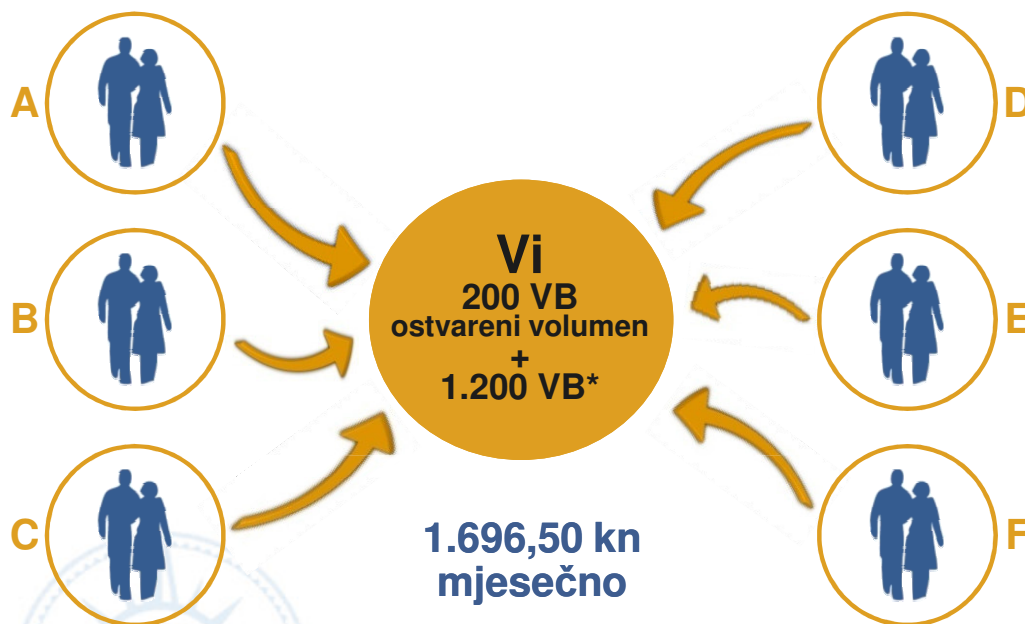 A
B
C
Vi
200 VB
ostvareni volumen
+
1.200 VB*
1.696,50 kn
mjesečno
D
E
F